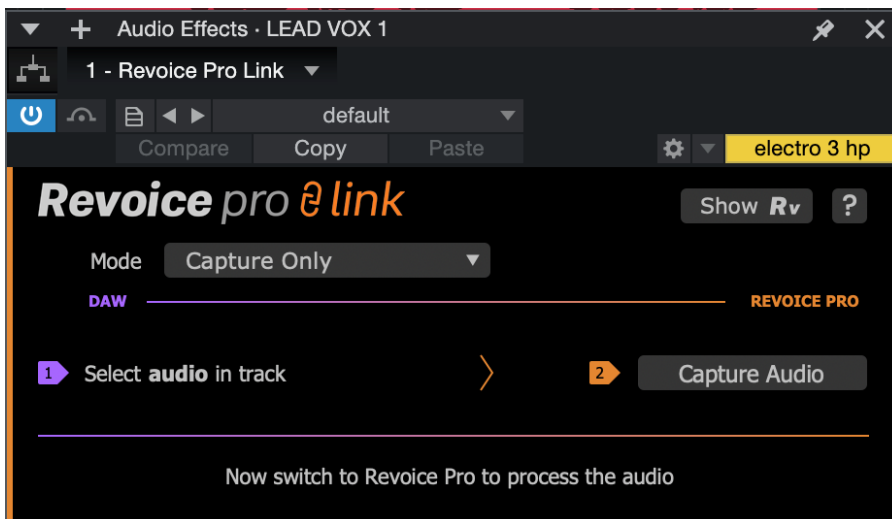 Audio Effects · LEAD VOX 1
1 - Revoice Pro Link
default
Compare Copy Paste electro 3 hp
Revoice pro link Show Rv ?
Mode Capture Only
DAW REVOICE PRO
1 Select audio in track 2 Capture Audio
Now switch to Revoice Pro to process the audio